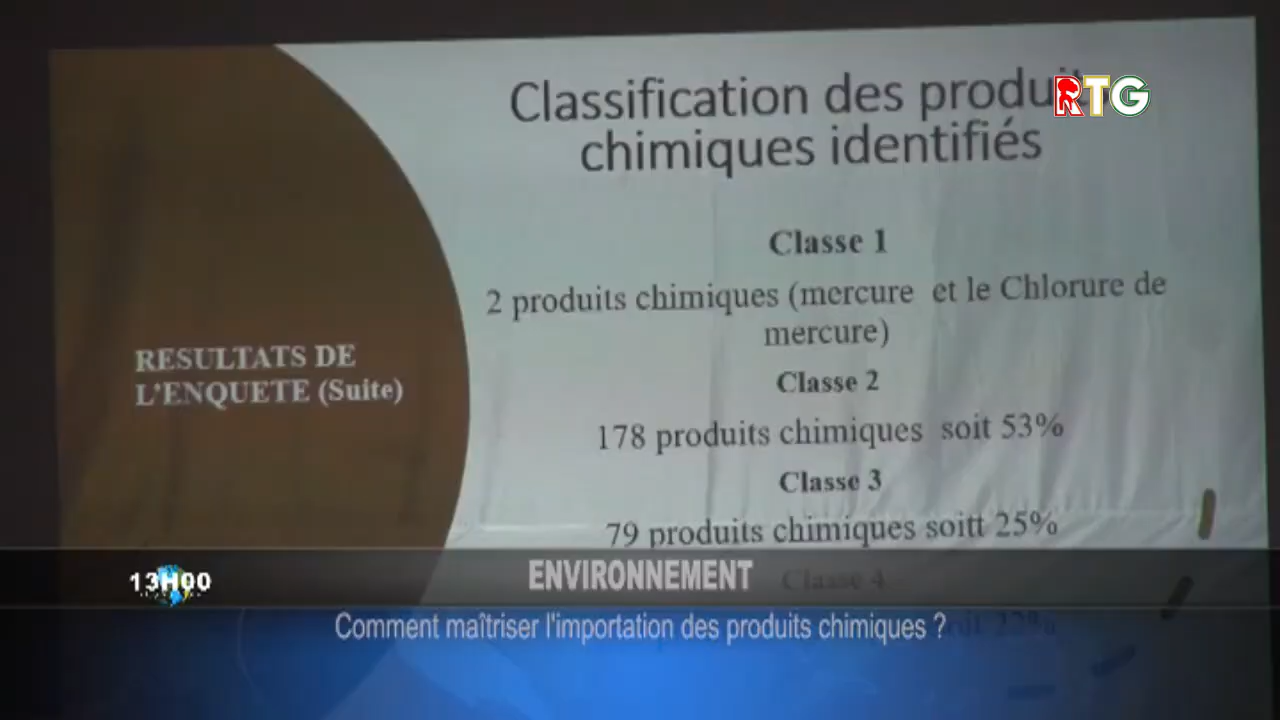 Classification des produits
chimiques identifiés
RTG
Classe 1
2 produits chimiques (mercure et le Chlorure de
mercure)
Classe 2
178 produits chimiques soit 53%
Classe 3
79 produits chimiques soitt 25%
RESULTATS DE
L'ENQUETE (Suite)
Classe 4
13H00
ENVIRONNEMENT
Comment maîtriser l'importation des produits chimiques ?